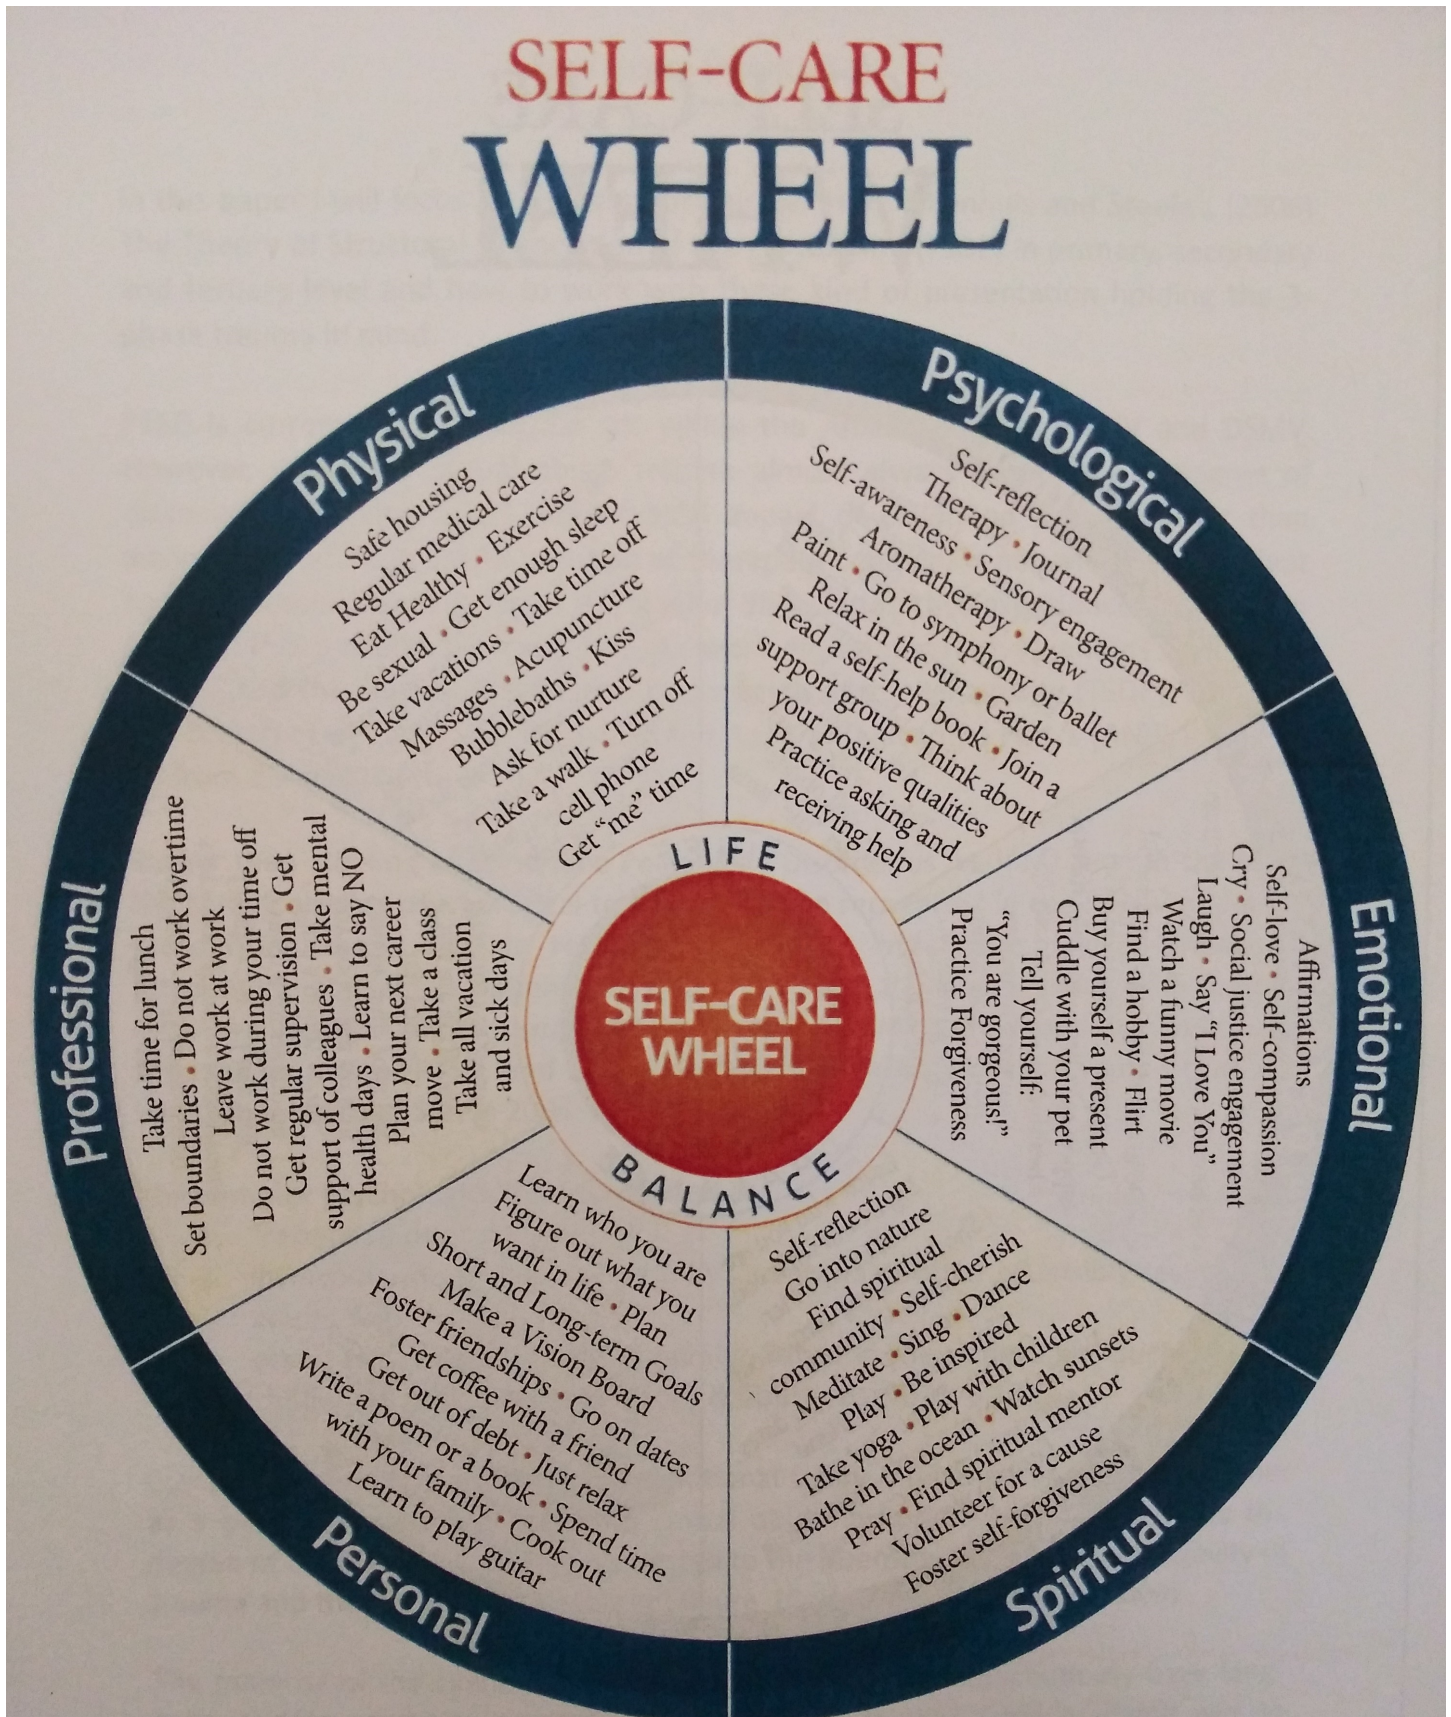 SELF-CARE
WHEEL
Physical
Safe housing
Regular medical care
Eat Healthy • Exercise
Be sexual • Get enough sleep
Take vacations • Take time off
Massages • Acupuncture
Bubblebaths • Kiss
Ask for nurture
Take a walk • Turn off
cell phone
Get "me" time
Psychological
Self-reflection
Therapy • Journal
Self-awareness • Sensory engagement
Aromatherapy • Draw
Paint • Go to symphony or ballet
Relax in the sun • Garden
Read a self-help book • Join a
support group • Think about
your positive qualities
Practice asking and
receiving help
Emotional
Affirmations
Self-love • Self-compassion
Cry • Social justice engagement
Laugh • Say "I Love You"
Watch a funny movie
Find a hobby • Flirt
Buy yourself a present
Cuddle with your pet
Tell yourself:
"You are gorgeous!"
Practice Forgiveness
Spiritual
Self-reflection
Go into nature
Find spiritual
community • Self-cherish
Meditate • Sing • Dance
Play • Be inspired
Take yoga • Play with children
Bathe in the ocean • Watch sunsets
Pray • Find spiritual mentor
Volunteer for a cause
Foster self-forgiveness
Personal
Learn who you are
Figure out what you
want in life • Plan
Short and Long-term Goals
Make a Vision Board
Foster friendships • Go on dates
Get coffee with a friend
Get out of debt • Just relax
Write a poem or a book • Spend time
with your family • Cook out
Learn to play guitar
Professional
Take time for lunch
Set boundaries • Do not work overtime
Leave work at work
Do not work during your time off
Get regular supervision • Get
support of colleagues • Take mental
health days • Learn to say NO
Plan your next career
move • Take a class
Take all vacation
and sick days
LIFE
SELF-CARE
WHEEL
BALANCE